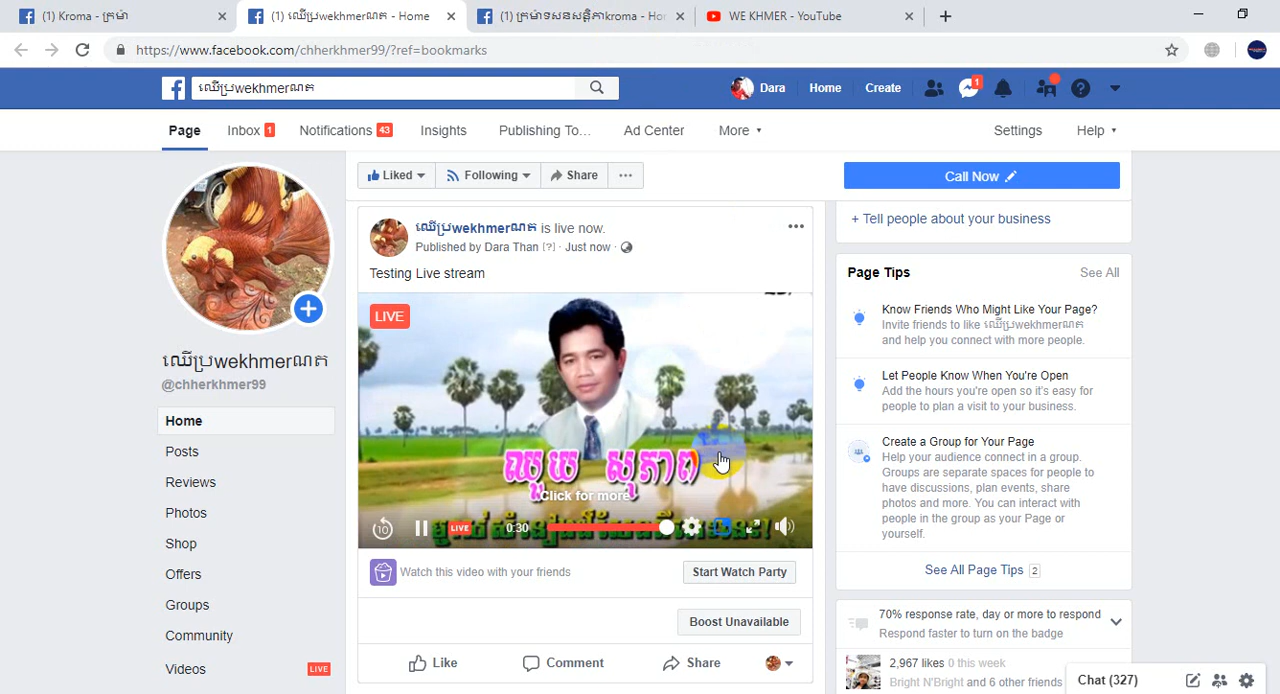 (1) Kroma - ក្រម៉ា
(1) ឈើប្រwekhmerណត - Home
(1) ក្រម៉ាទសនសន្តិភាkroma - Hom
WE KHMER - YouTube
https://www.facebook.com/chherkhmer99/?ref=bookmarks
ឈើប្រwekhmerណត
Dara
Home
Create
1
Page
Inbox 1
Notifications 43
Insights
Publishing To...
Ad Center
More
Settings
Help
Liked
Following
Share
Call Now
ឈើប្រwekhmerណត
@chherkhmer99
Home
Posts
Reviews
Photos
Shop
Offers
Groups
Community
Videos LIVE
ឈើប្រwekhmerណត is live now.
Published by Dara Than [?] · Just now ·
Testing Live stream
LIVE
ឈួយ សុភាព
Click for more
10
LIVE
0:30
Watch this video with your friends
Start Watch Party
Boost Unavailable
Like
Comment
Share
+ Tell people about your business
Page Tips
See All
Know Friends Who Might Like Your Page?
Invite friends to like ឈើប្រwekhmerណត
and help you connect with more people.
Let People Know When You're Open
Add the hours you're open so it's easy for
people to plan a visit to your business.
Create a Group for Your Page
Help your audience connect in a group.
Groups are separate spaces for people to
have discussions, plan events, share
photos and more. You can interact with
people in the group as your Page or
yourself.
See All Page Tips 2
70% response rate, day or more to respond
Respond faster to turn on the badge
2,967 likes 0 this week
Bright N'Bright and 6 other friends
Chat (327)